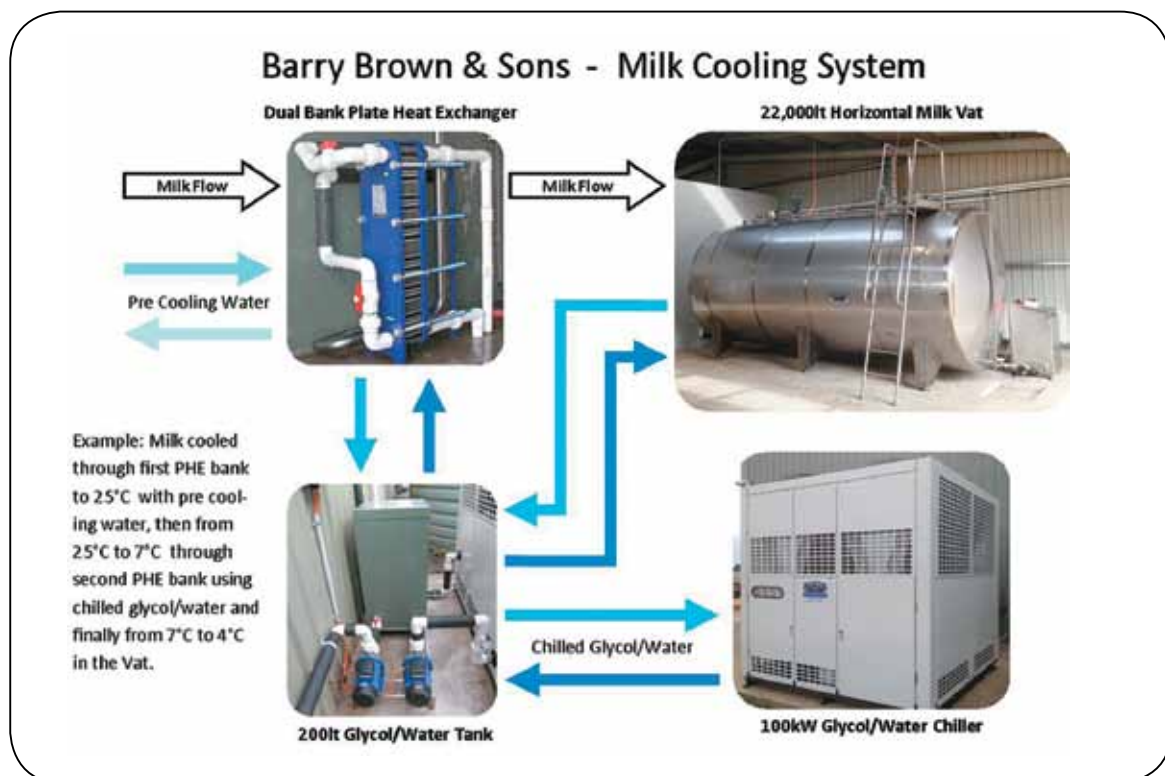 Barry Brown & Sons - Milk Cooling System
Dual Bank Plate Heat Exchanger
22,000lt Horizontal Milk Vat
Milk Flow
Milk Flow
Pre Cooling Water
Example: Milk cooled
through first PHE bank
to 25°C with pre cool-
ing water, then from
25°C to 7°C through
second PHE bank using
chilled glycol/water and
finally from 7°C to 4°C
in the Vat.
Chilled Glycol/Water
200lt Glycol/Water Tank
100kW Glycol/Water Chiller